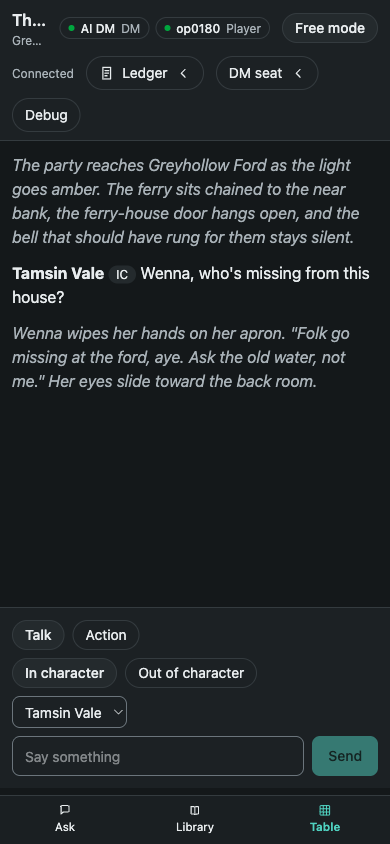 Th...
Gre...
AI DM DM
op0180 Player
Free mode
Connected
Ledger
DM seat
Debug
The party reaches Greyhollow Ford as the light
goes amber. The ferry sits chained to the near
bank, the ferry-house door hangs open, and the
bell that should have rung for them stays silent.
Tamsin Vale IC Wenna, who's missing from this
house?
Wenna wipes her hands on her apron. "Folk go
missing at the ford, aye. Ask the old water, not
me." Her eyes slide toward the back room.
Talk
Action
In character
Out of character
Tamsin Vale
Say something
Send
Ask
Library
Table